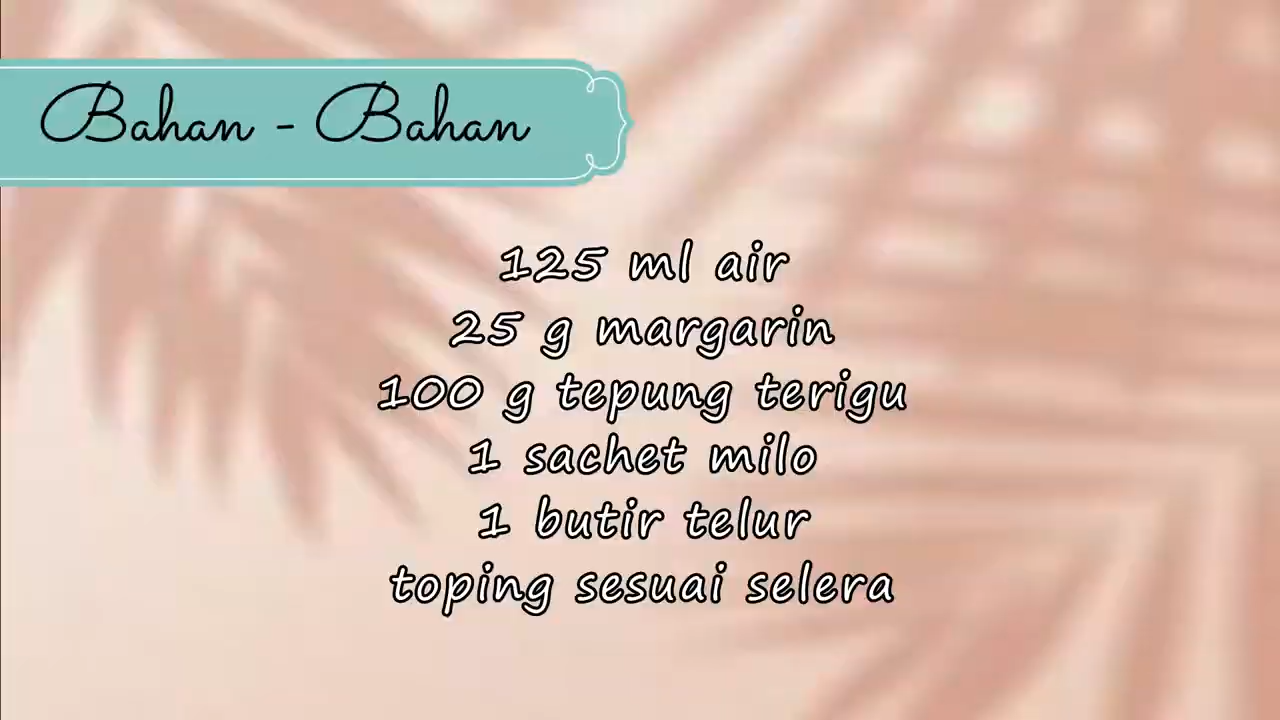 Bahan - Bahan
125 ml air
25 g margarin
100 g tepung terigu
1 sachet milo
1 butir telur
toping sesuai selera